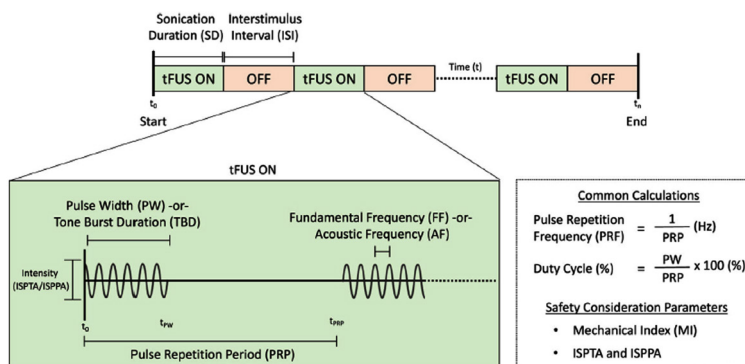 Sonication
Duration (SD)
Interstimulus
Interval (ISI)
tFUS ON
OFF
tFUS ON
OFF
Time (t)
tFUS ON
OFF
t0
tn
Start
End
tFUS ON
Pulse Width (PW) -or-
Tone Burst Duration (TBD)
Fundamental Frequency (FF) -or-
Acoustic Frequency (AF)
Intensity
(ISPTA/ISPPA)
t0
tPW
tPRP
Pulse Repetition Period (PRP)
Common Calculations
Pulse Repetition
Frequency (PRF) = 1/PRP (Hz)
Duty Cycle (%) = PW/PRP x 100 (%)
Safety Consideration Parameters
• Mechanical Index (MI)
• ISPTA and ISPPA